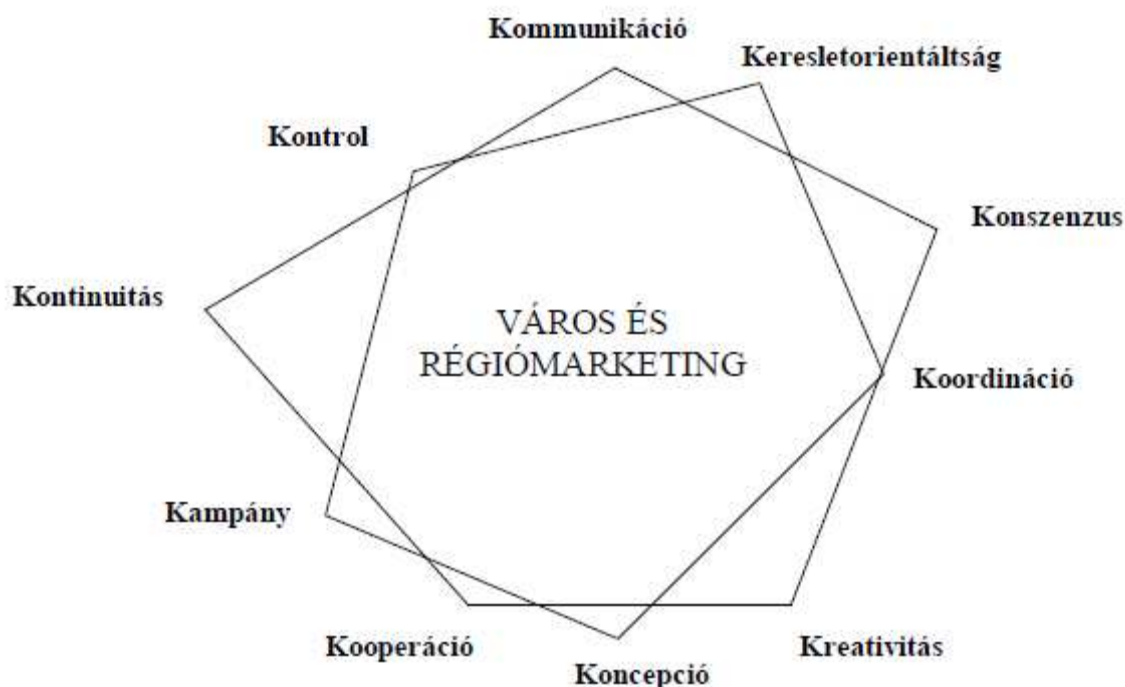 Kommunikáció
Keresletorientáltság
Kontrol
Konszenzus
Kontinuitás
VÁROS ÉS
RÉGIÓMARKETING
Koordináció
Kampány
Kooperáció
Koncepció
Kreativitás